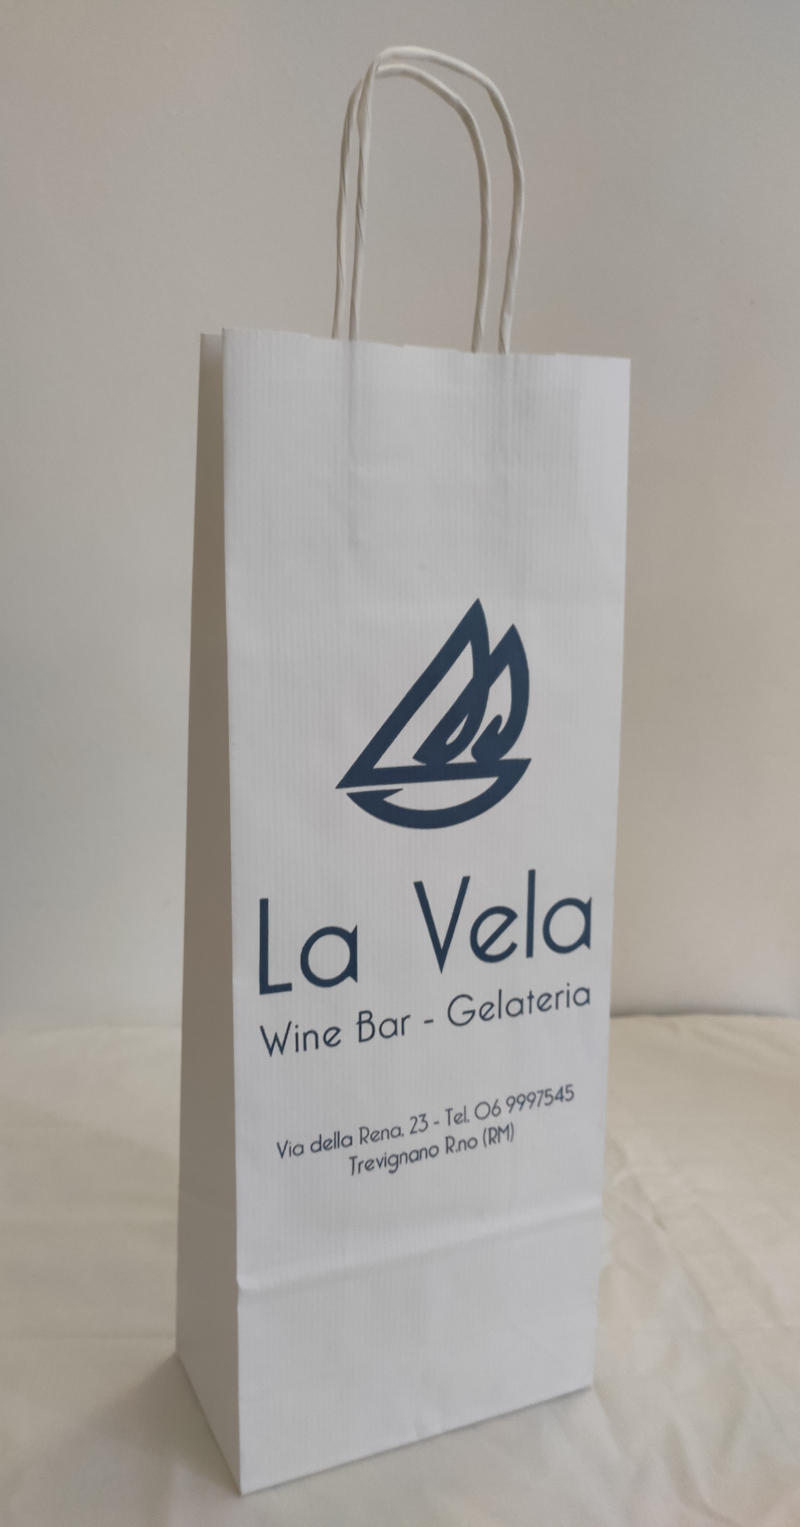 La Vela
Wine Bar - Gelateria
Via della Rena, 23 - Tel. 06 9997545
Trevignano R.no (RM)